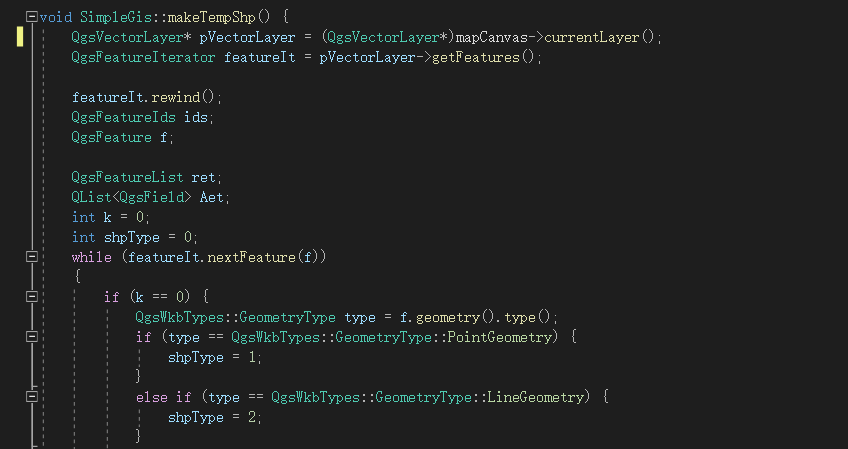 void SimpleGis::makeTempShp() {
QgsVectorLayer* pVectorLayer = (QgsVectorLayer*)mapCanvas->currentLayer();
QgsFeatureIterator featureIt = pVectorLayer->getFeatures();
featureIt.rewind();
QgsFeatureIds ids;
QgsFeature f;
QgsFeatureList ret;
QList<QgsField> Aet;
int k = 0;
int shpType = 0;
while (featureIt.nextFeature(f))
{
if (k == 0) {
QgsWkbTypes::GeometryType type = f.geometry().type();
if (type == QgsWkbTypes::GeometryType::PointGeometry) {
shpType = 1;
}
else if (type == QgsWkbTypes::GeometryType::LineGeometry) {
shpType = 2;
}